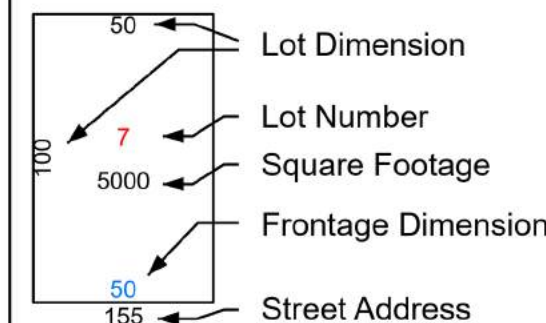 50
Lot Dimension
100
7
Lot Number
5000
Square Footage
Frontage Dimension
50
155
Street Address